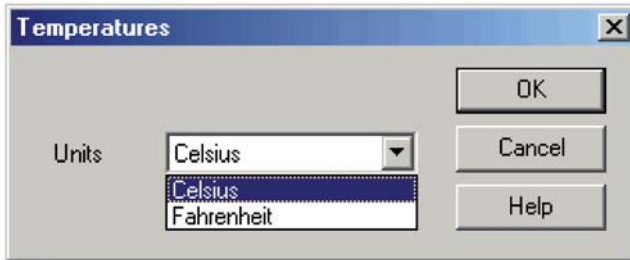 Temperatures
OK
Units
Celsius
Cancel
Celsius
Fahrenheit
Help